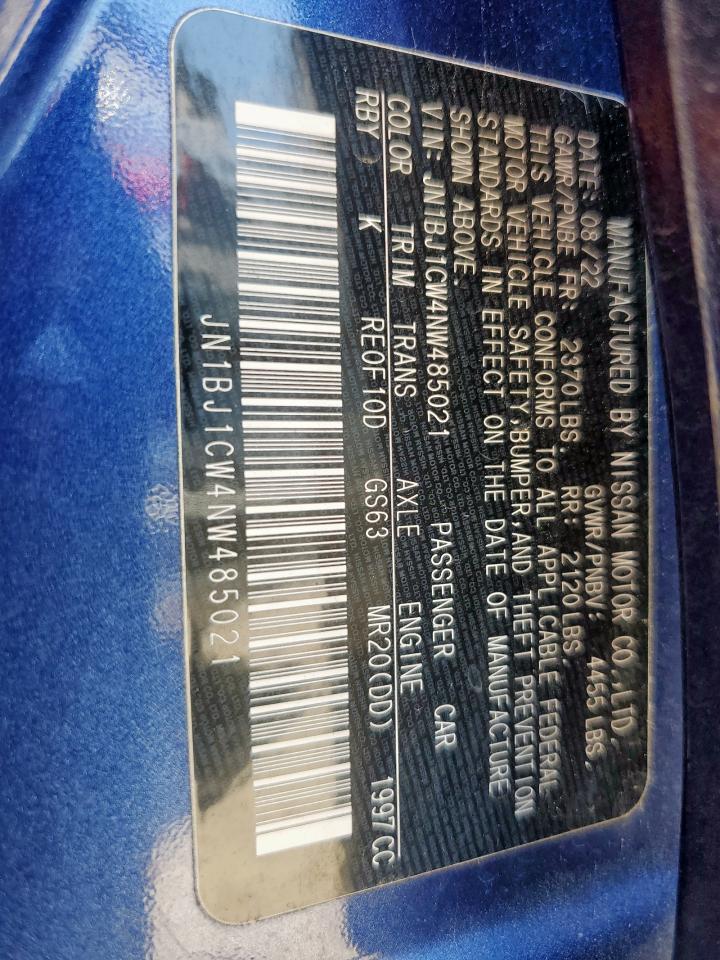 MANUFACTURED BY NISSAN MOTOR CO.,LTD.
DATE: 08/22 GVWR/PNBV: 4455 LBS.
GAWR/PNBE FR: 2370LBS. RR: 2120LBS.
THIS VEHICLE CONFORMS TO ALL APPLICABLE FEDERAL
MOTOR VEHICLE SAFETY,BUMPER,AND THEFT PREVENTION
STANDARDS IN EFFECT ON THE DATE OF MANUFACTURE
SHOWN ABOVE.
VIN:JN1BJ1CW4NW485021 PASSENGER CAR
COLOR TRIM TRANS AXLE ENGINE
RBY K REOF10D GS63 MR20(DD) 1997CC
JN1BJ1CW4NW485021